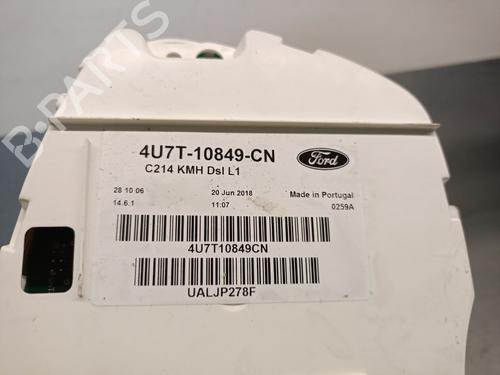 B-PARTS
4U7T-10849-CN
Ford
C214 KMH Dsl L1
28 10 06
20 Jun 2018
Made in Portugal
14.6.1
11:07
0259A
4U7T10849CN
UALJP278F